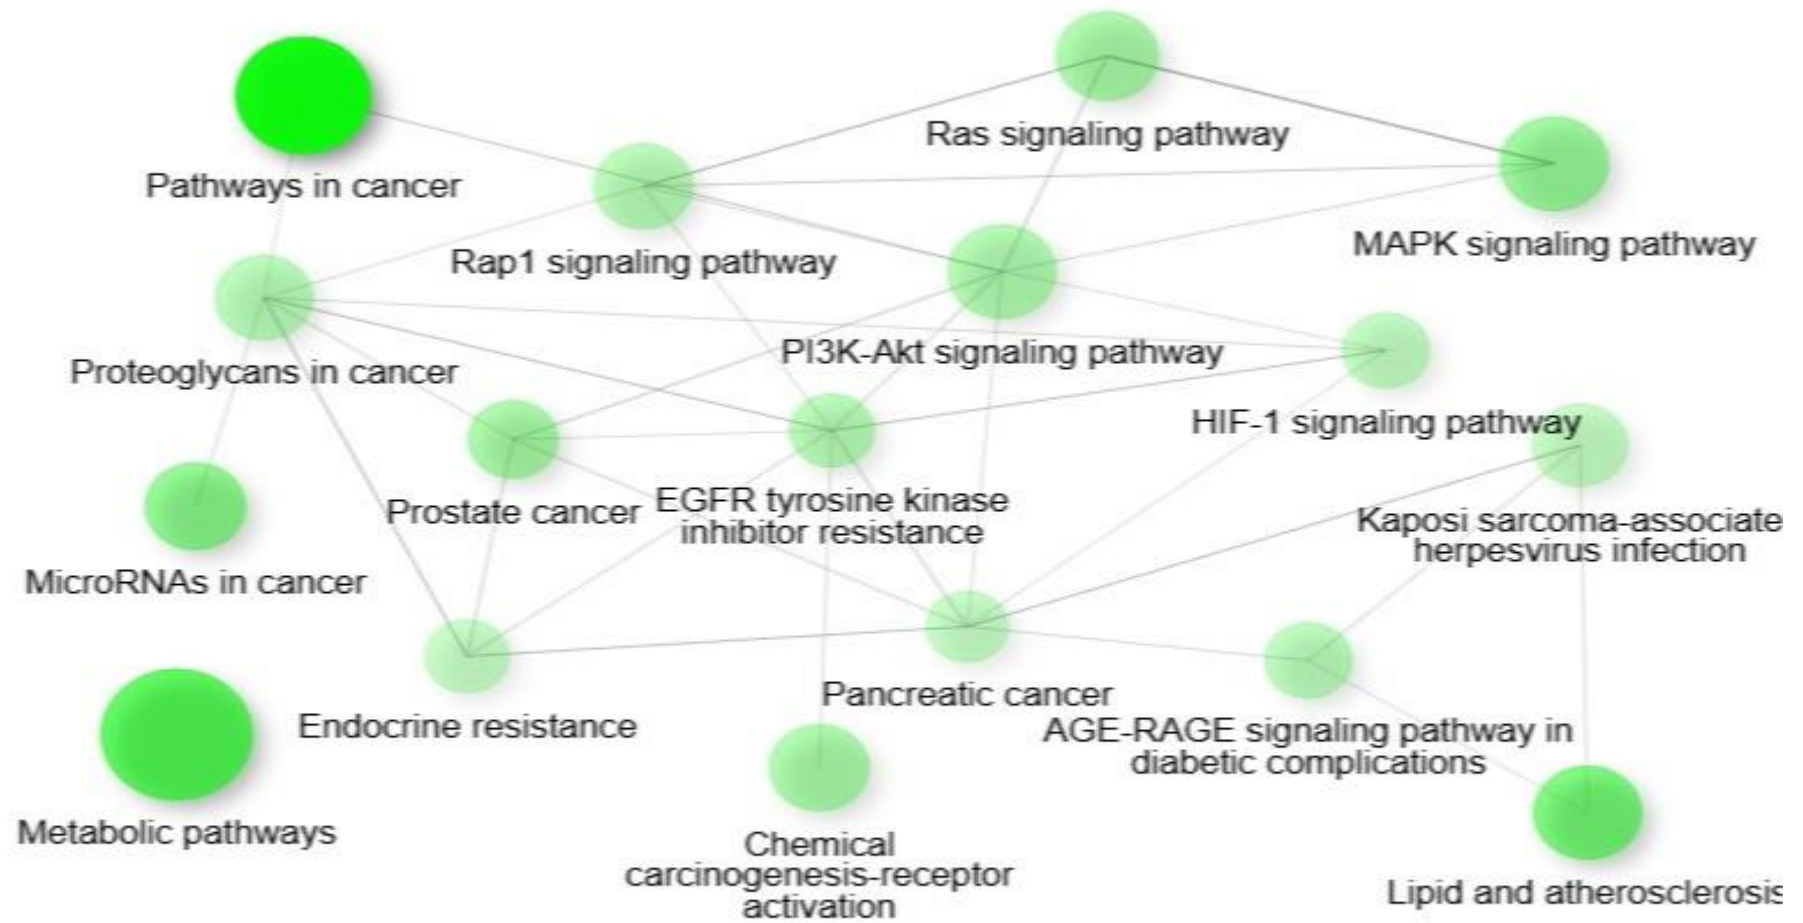 Ras signaling pathway
Pathways in cancer
MAPK signaling pathway
Rap1 signaling pathway
PI3K-Akt signaling pathway
Proteoglycans in cancer
HIF-1 signaling pathway
Prostate cancer
EGFR tyrosine kinase
inhibitor resistance
Kaposi sarcoma-associate
herpesvirus infection
MicroRNAs in cancer
Pancreatic cancer
Endocrine resistance
AGE-RAGE signaling pathway in
diabetic complications
Metabolic pathways
Chemical
carcinogenesis-receptor
activation
Lipid and atherosclerosis